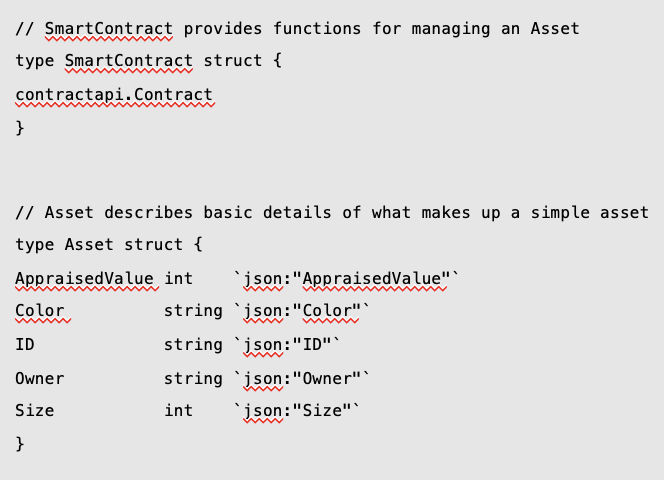 // SmartContract provides functions for managing an Asset
type SmartContract struct {
contractapi.Contract
}
// Asset describes basic details of what makes up a simple asset
type Asset struct {
AppraisedValue int    `json:"AppraisedValue"`
Color          string `json:"Color"`
ID             string `json:"ID"`
Owner          string `json:"Owner"`
Size           int    `json:"Size"`
}